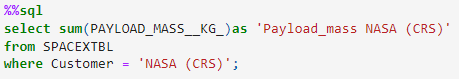 %%sql
select sum(PAYLOAD_MASS__KG_)as 'Payload_mass NASA (CRS)'
from SPACEXTBL
where Customer = 'NASA (CRS)';